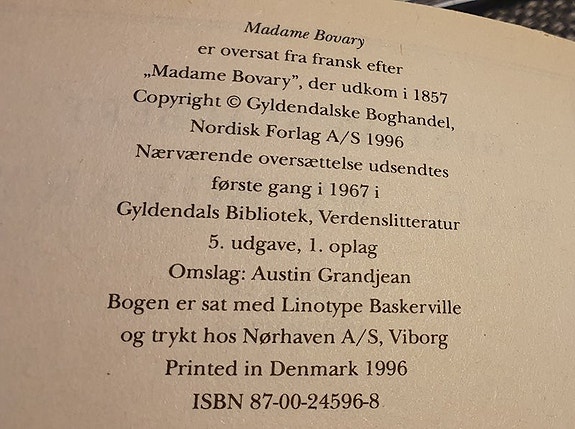 Madame Bovary
er oversat fra fransk efter
„Madame Bovary”, der udkom i 1857
Copyright © Gyldendalske Boghandel,
Nordisk Forlag A/S 1996
Nærværende oversættelse udsendtes
første gang i 1967 i
Gyldendals Bibliotek, Verdenslitteratur
5. udgave, 1. oplag
Omslag: Austin Grandjean
Bogen er sat med Linotype Baskerville
og trykt hos Nørhaven A/S, Viborg
Printed in Denmark 1996
ISBN 87-00-24596-8